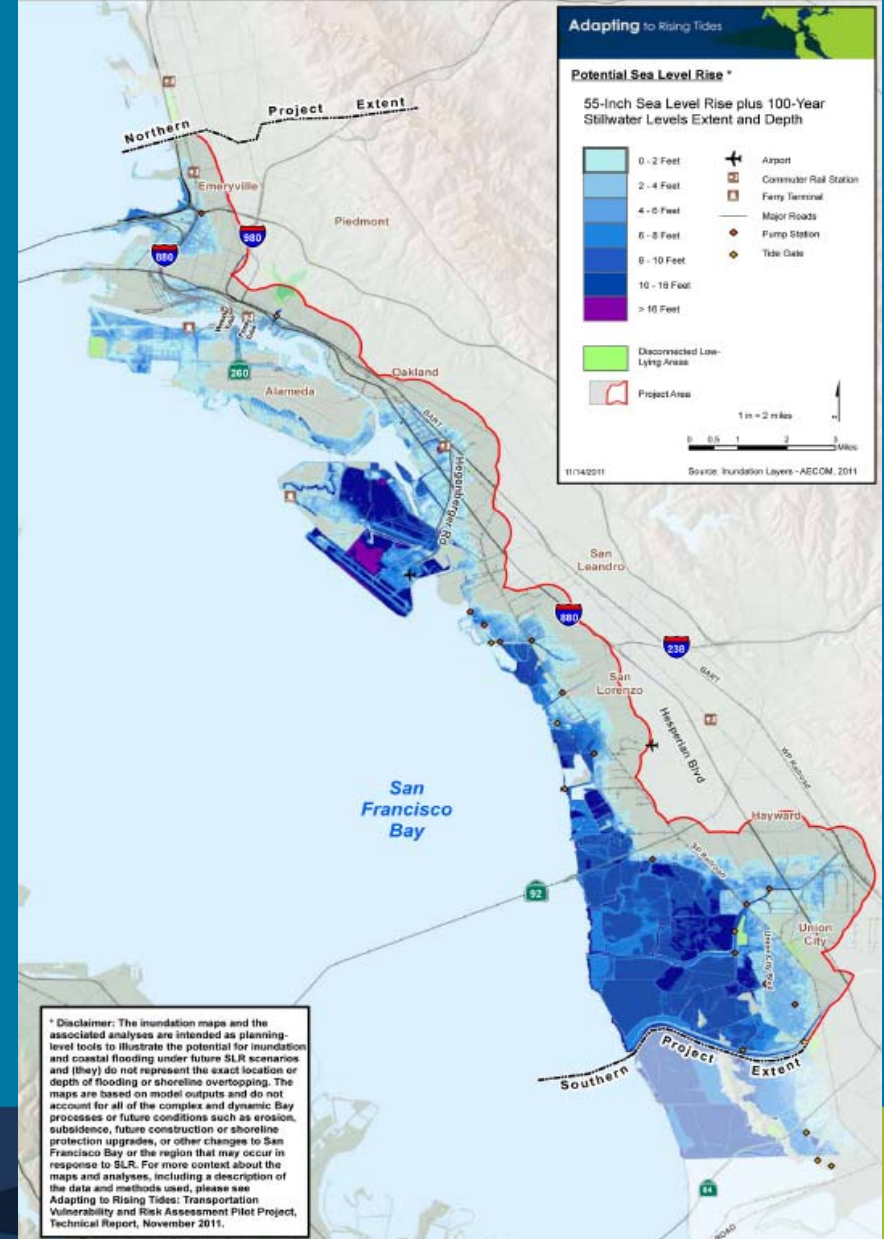 Adapting to Rising Tides
Potential Sea Level Rise *
55-Inch Sea Level Rise plus 100-Year
Stillwater Levels Extent and Depth
0 - 2 Feet
2 - 4 Feet
4 - 6 Feet
6 - 8 Feet
8 - 10 Feet
10 - 16 Feet
> 16 Feet
Disconnected Low-
Lying Areas
Project Area
Airport
Commuter Rail Station
Ferry Terminal
Major Roads
Pump Station
Tide Gate
1 in = 2 miles
0 0.5 1 2 3
Miles
11/14/2011
Source: Inundation Layers - AECOM, 2011
Northern Project Extent
Emeryville
Piedmont
980
880
Oakland
260
Alameda
BART
Hegenberger Rd
San
Leandro
880
238
BART
San
Lorenzo
Hesperian Blvd
WP Railroad
San
Francisco
Bay
Hayward
SP Railroad
92
Union
City
Union City Blvd
Southern Project Extent
84
ROAD
* Disclaimer: The inundation maps and the
associated analyses are intended as planning-
level tools to illustrate the potential for inundation
and coastal flooding under future SLR scenarios
and (they) do not represent the exact location or
depth of flooding or shoreline overtopping. The
maps are based on model outputs and do not
account for all of the complex and dynamic Bay
processes or future conditions such as erosion,
subsidence, future construction or shoreline
protection upgrades, or other changes to San
Francisco Bay or the region that may occur in
response to SLR. For more context about the
maps and analyses, including a description of
the data and methods used, please see
Adapting to Rising Tides: Transportation
Vulnerability and Risk Assessment Pilot Project,
Technical Report, November 2011.